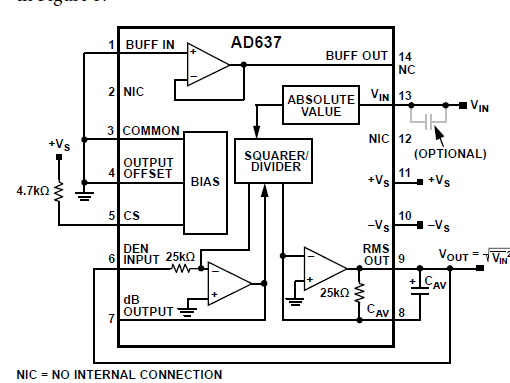 AD637
1 BUFF IN
BUFF OUT 14
NC
2 NIC
ABSOLUTE
VALUE
VIN 13
VIN
NIC 12
(OPTIONAL)
3 COMMON
+VS
4 OUTPUT
OFFSET
BIAS
SQUARER/
DIVIDER
+VS 11 +VS
4.7kΩ
5 CS
–VS 10 –VS
6 DEN
INPUT 25kΩ
RMS
OUT 9
VOUT = √VIN2
25kΩ
+ CAV
CAV 8
dB
OUTPUT
7
NIC = NO INTERNAL CONNECTION